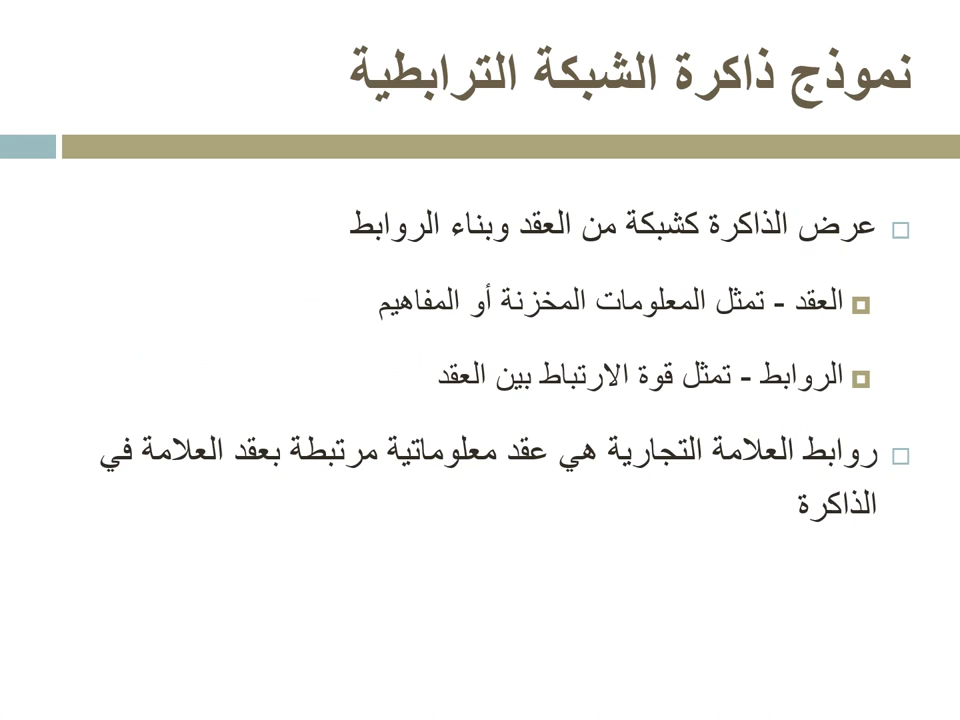 نموذج ذاكرة الشبكة الترابطية
عرض الذاكرة كشبكة من العقد وبناء الروابط
العقد - تمثل المعلومات المخزنة أو المفاهيم
الروابط - تمثل قوة الارتباط بين العقد
روابط العلامة التجارية هي عقد معلوماتية مرتبطة بعقد العلامة في
الذاكرة